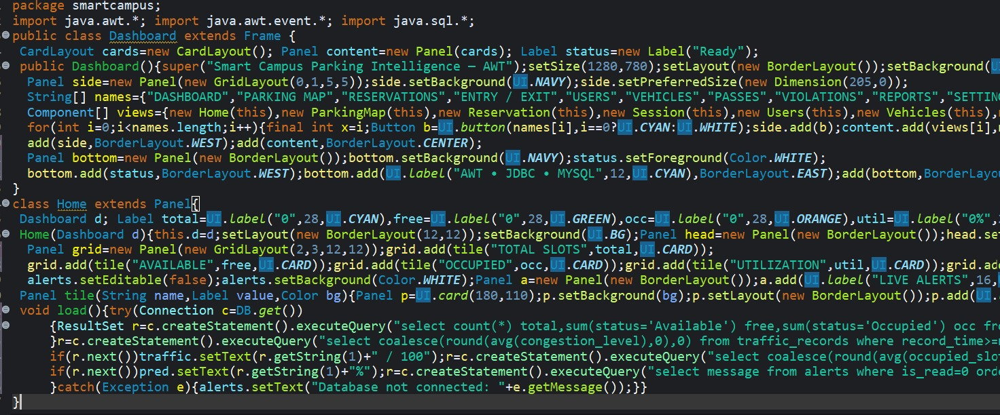 package smartcampus;
import java.awt.*; import java.awt.event.*; import java.sql.*;
public class Dashboard extends Frame {
CardLayout cards=new CardLayout(); Panel content=new Panel(cards); Label status=new Label("Ready");
public Dashboard(){super("Smart Campus Parking Intelligence — AWT");setSize(1280,780);setLayout(new BorderLayout());setBackground(
Panel side=new Panel(new GridLayout(0,1,5,5));side.setBackground(UI.NAVY);side.setPreferredSize(new Dimension(205,0));
String[] names={"DASHBOARD","PARKING MAP","RESERVATIONS","ENTRY / EXIT","USERS","VEHICLES","PASSES","VIOLATIONS","REPORTS","SETTIN
Component[] views={new Home(this),new ParkingMap(this),new Reservation(this),new Session(this),new Users(this),new Vehicles(this),
for(int i=0;i<names.length;i++){final int x=i;Button b=UI.button(names[i],i==0?UI.CYAN:UI.WHITE);side.add(b);content.add(views[i],
add(side,BorderLayout.WEST);add(content,BorderLayout.CENTER);
Panel bottom=new Panel(new BorderLayout());bottom.setBackground(UI.NAVY);status.setForeground(Color.WHITE);
bottom.add(status,BorderLayout.WEST);bottom.add(UI.label("AWT • JDBC • MYSQL",12,UI.CYAN),BorderLayout.EAST);add(bottom,BorderLayou
}
class Home extends Panel{
Dashboard d; Label total=UI.label("0",28,UI.CYAN),free=UI.label("0",28,UI.GREEN),occ=UI.label("0",28,UI.ORANGE),util=UI.label("0%",
Home(Dashboard d){this.d=d;setLayout(new BorderLayout(12,12));setBackground(UI.BG);Panel head=new Panel(new BorderLayout());head.se
Panel grid=new Panel(new GridLayout(2,3,12,12));grid.add(tile("TOTAL SLOTS",total,UI.CARD));
grid.add(tile("AVAILABLE",free,UI.CARD));grid.add(tile("OCCUPIED",occ,UI.CARD));grid.add(tile("UTILIZATION",util,UI.CARD));grid.ad
alerts.setEditable(false);alerts.setBackground(Color.WHITE);Panel a=new Panel(new BorderLayout());a.add(UI.label("LIVE ALERTS",16,
Panel tile(String name,Label value,Color bg){Panel p=UI.card(180,110);p.setBackground(bg);p.setLayout(new BorderLayout());p.add(UI.
void load(){try(Connection c=DB.get())
{ResultSet r=c.createStatement().executeQuery("select count(*) total,sum(status='Available') free,sum(status='Occupied') occ fro
}r=c.createStatement().executeQuery("select coalesce(round(avg(congestion_level),0),0) from traffic_records where record_time>=
if(r.next())traffic.setText(r.getString(1)+" / 100");r=c.createStatement().executeQuery("select coalesce(round(avg(occupied_slo
if(r.next())pred.setText(r.getString(1)+"%");r=c.createStatement().executeQuery("select message from alerts where is_read=0 ord
}catch(Exception e){alerts.setText("Database not connected: "+e.getMessage());}}
}